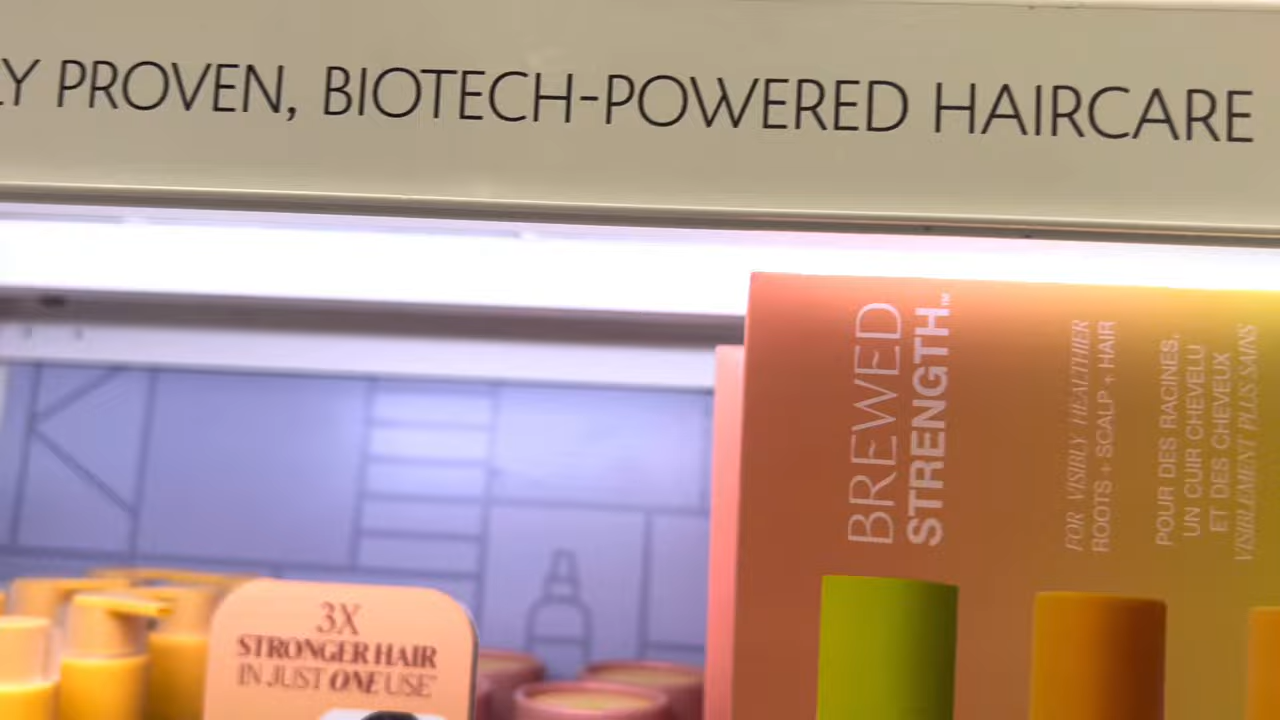 PROVEN, BIOTECH-POWERED HAIRCARE
BREWED
STRENGTH.™
FOR VISIBLY HEALTHIER
ROOTS + SCALP + HAIR
POUR DES RACINES,
UN CUIR CHEVELU
ET DES CHEVEUX
VISIBLEMENT PLUS SAINS
3X
STRONGER HAIR
IN JUST ONE USE*